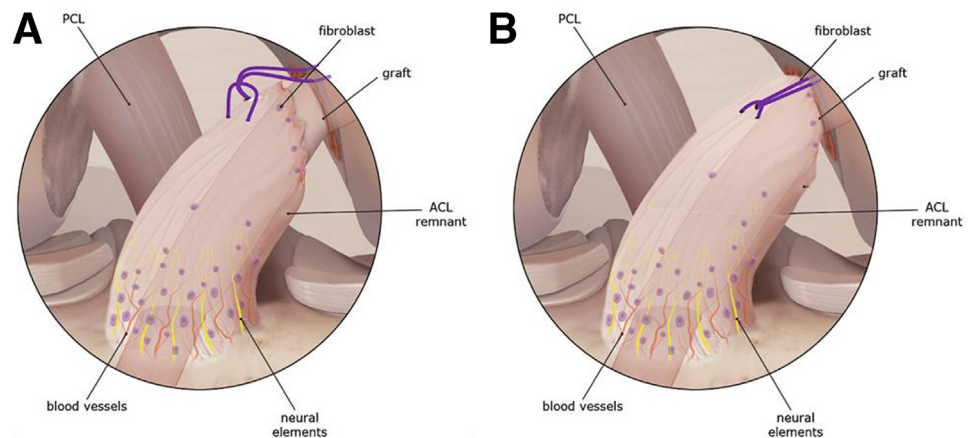 A
PCL
fibroblast
graft
ACL
remnant
blood vessels
neural
elements
B
PCL
fibroblast
graft
ACL
remnant
blood vessels
neural
elements